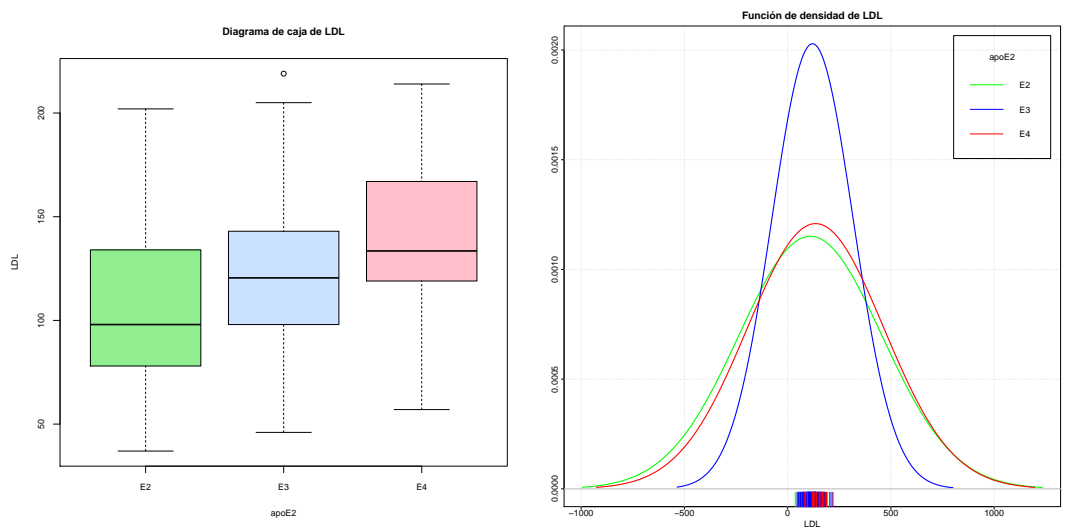 Diagrama de caja de LDL
LDL
200
150
100
50
E2 E3 E4
apoE2
Función de densidad de LDL
0.0020
0.0015
0.0010
0.0005
0.0000
apoE2
E2
E3
E4
−1000 −500 0 500 1000
LDL